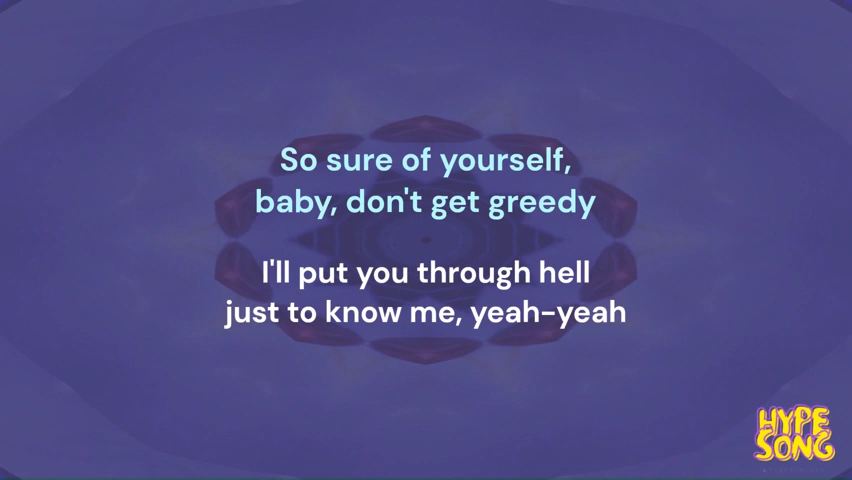 So sure of yourself,
baby, don't get greedy
I'll put you through hell
just to know me, yeah-yeah
HYPE
SONG